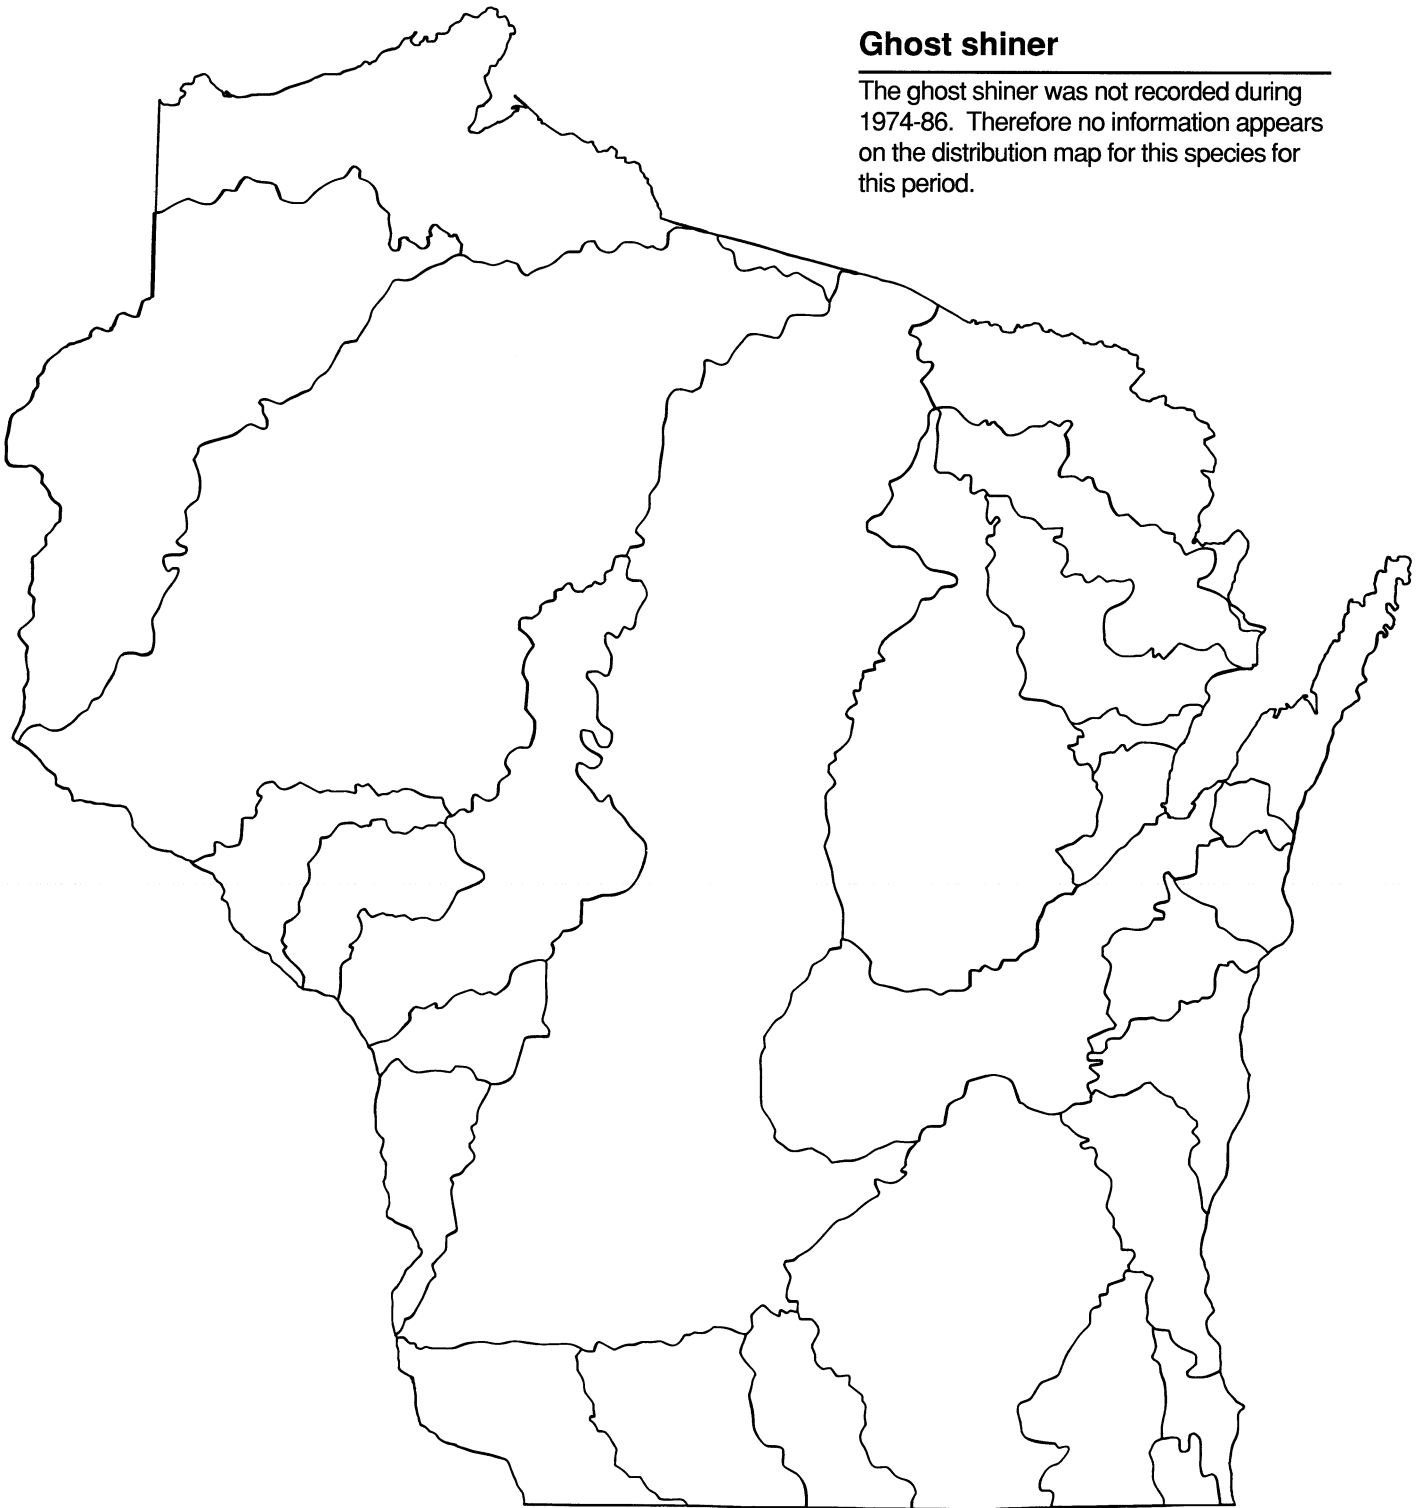 Ghost shiner
The ghost shiner was not recorded during
1974-86. Therefore no information appears
on the distribution map for this species for
this period.